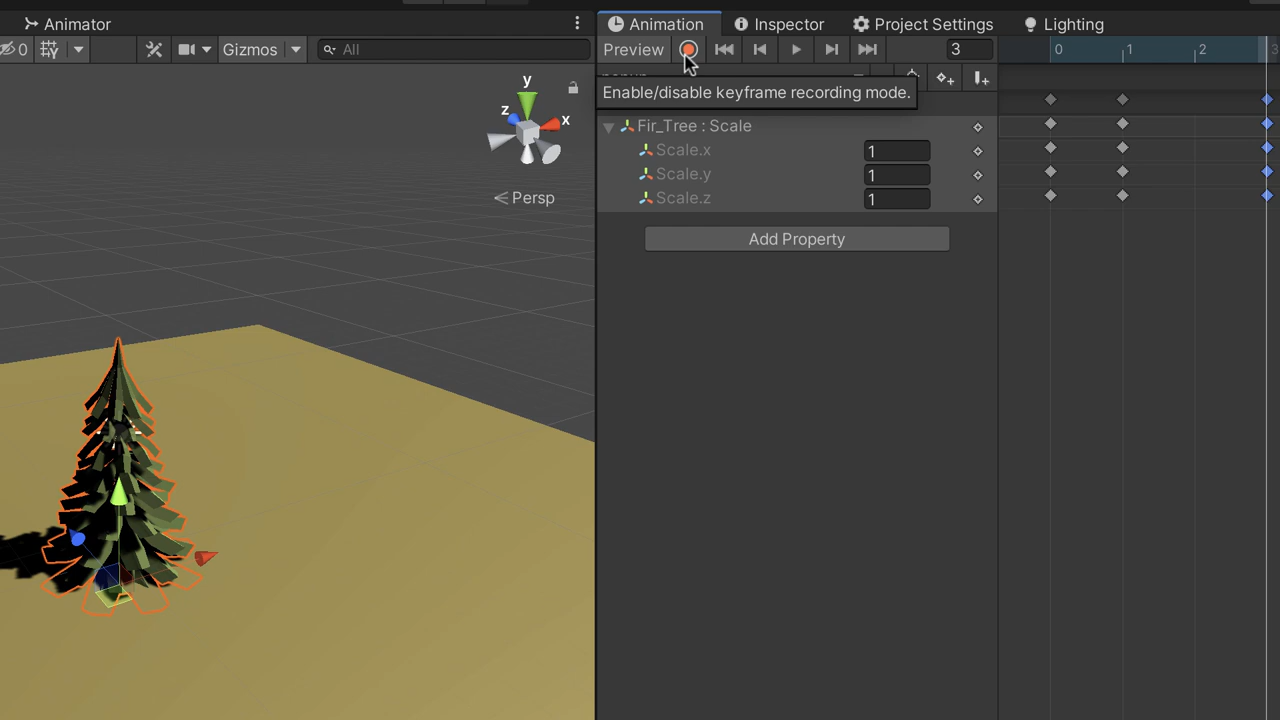 Animator
Animation
Inspector
Project Settings
Lighting
0
Gizmos
All
Preview
3
0
1
2
3
Enable/disable keyframe recording mode.
y
z
x
Persp
Fir_Tree : Scale
Scale.x
1
Scale.y
1
Scale.z
1
Add Property